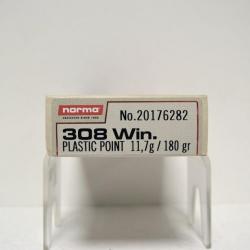 norma
No.20176282
308 Win.
PLASTIC POINT 11,7g / 180 gr